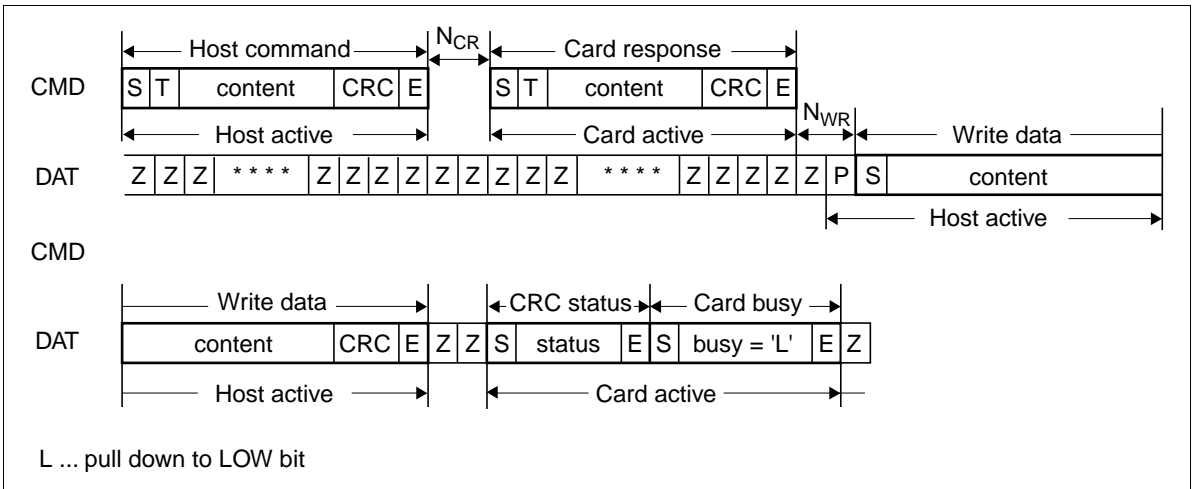 Host command NCR Card response
CMD S T content CRC E S T content CRC E
Host active Card active NWR Write data
DAT Z Z Z * * * * Z Z Z Z Z Z Z Z Z * * * * Z Z Z Z Z P S content
Host active
CMD
Write data CRC status Card busy
DAT content CRC E Z Z S status E S busy = 'L' E Z
Host active Card active
L ... pull down to LOW bit